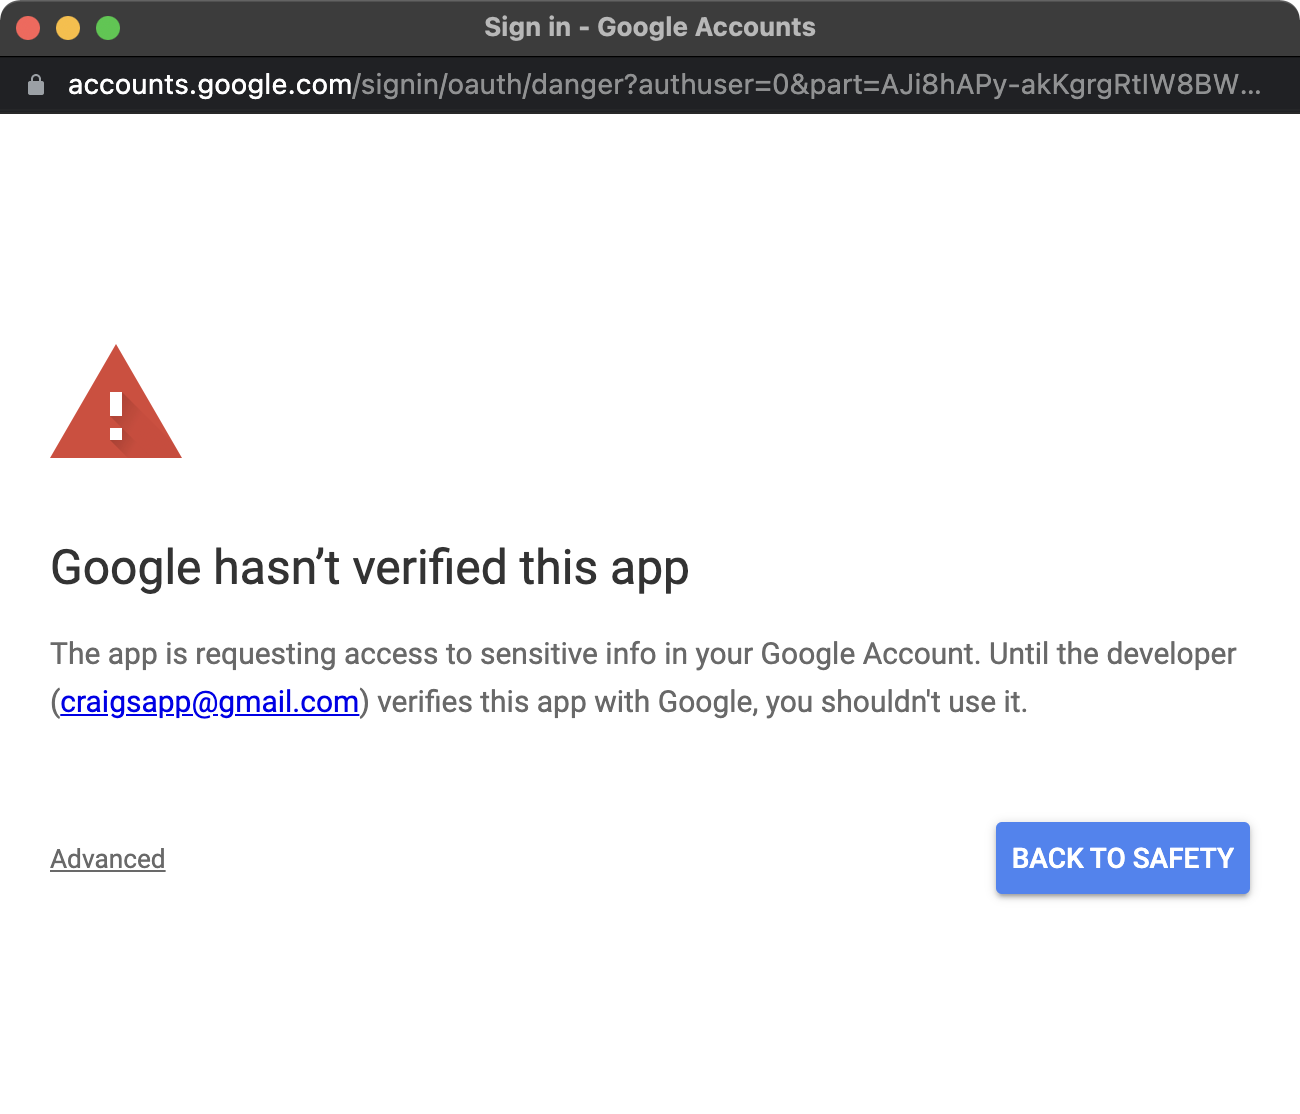 Sign in - Google Accounts
accounts.google.com/signin/oauth/danger?authuser=0&part=AJi8hAPy-akKgrgRtIW8BW...
Google hasn’t verified this app
The app is requesting access to sensitive info in your Google Account. Until the developer
(craigsapp@gmail.com) verifies this app with Google, you shouldn't use it.
Advanced
BACK TO SAFETY